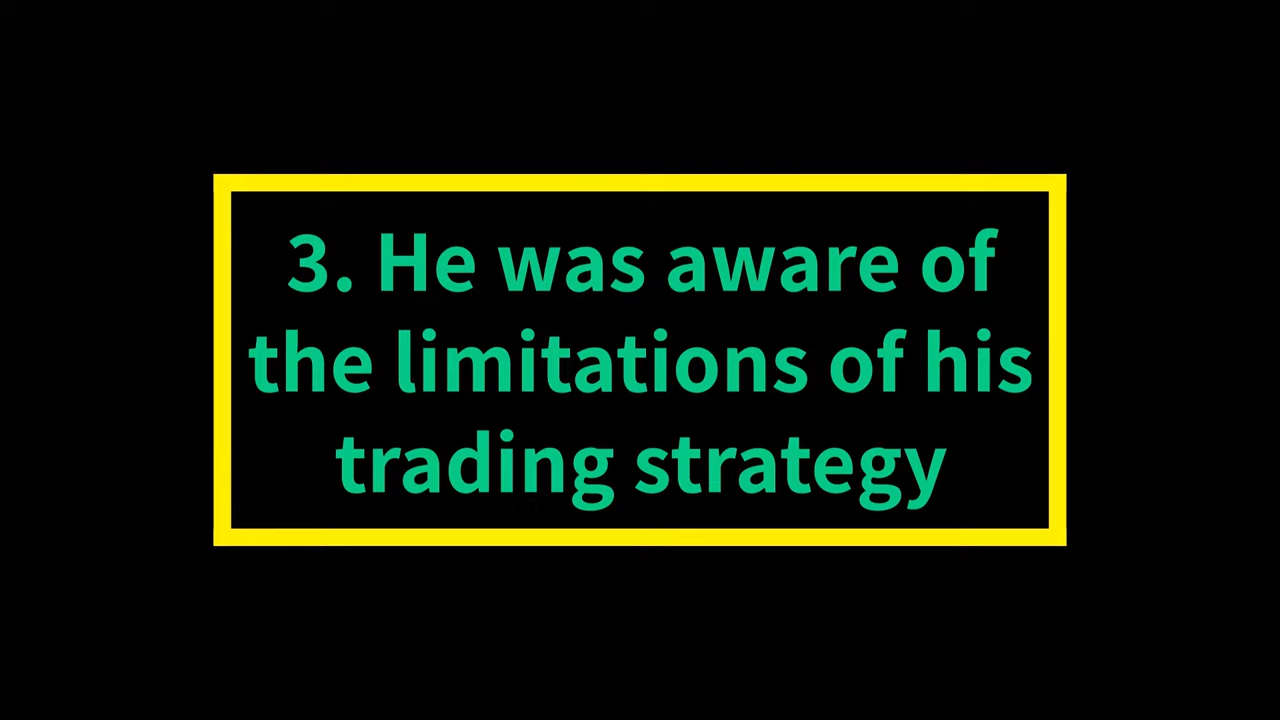 3. He was aware of
the limitations of his
trading strategy